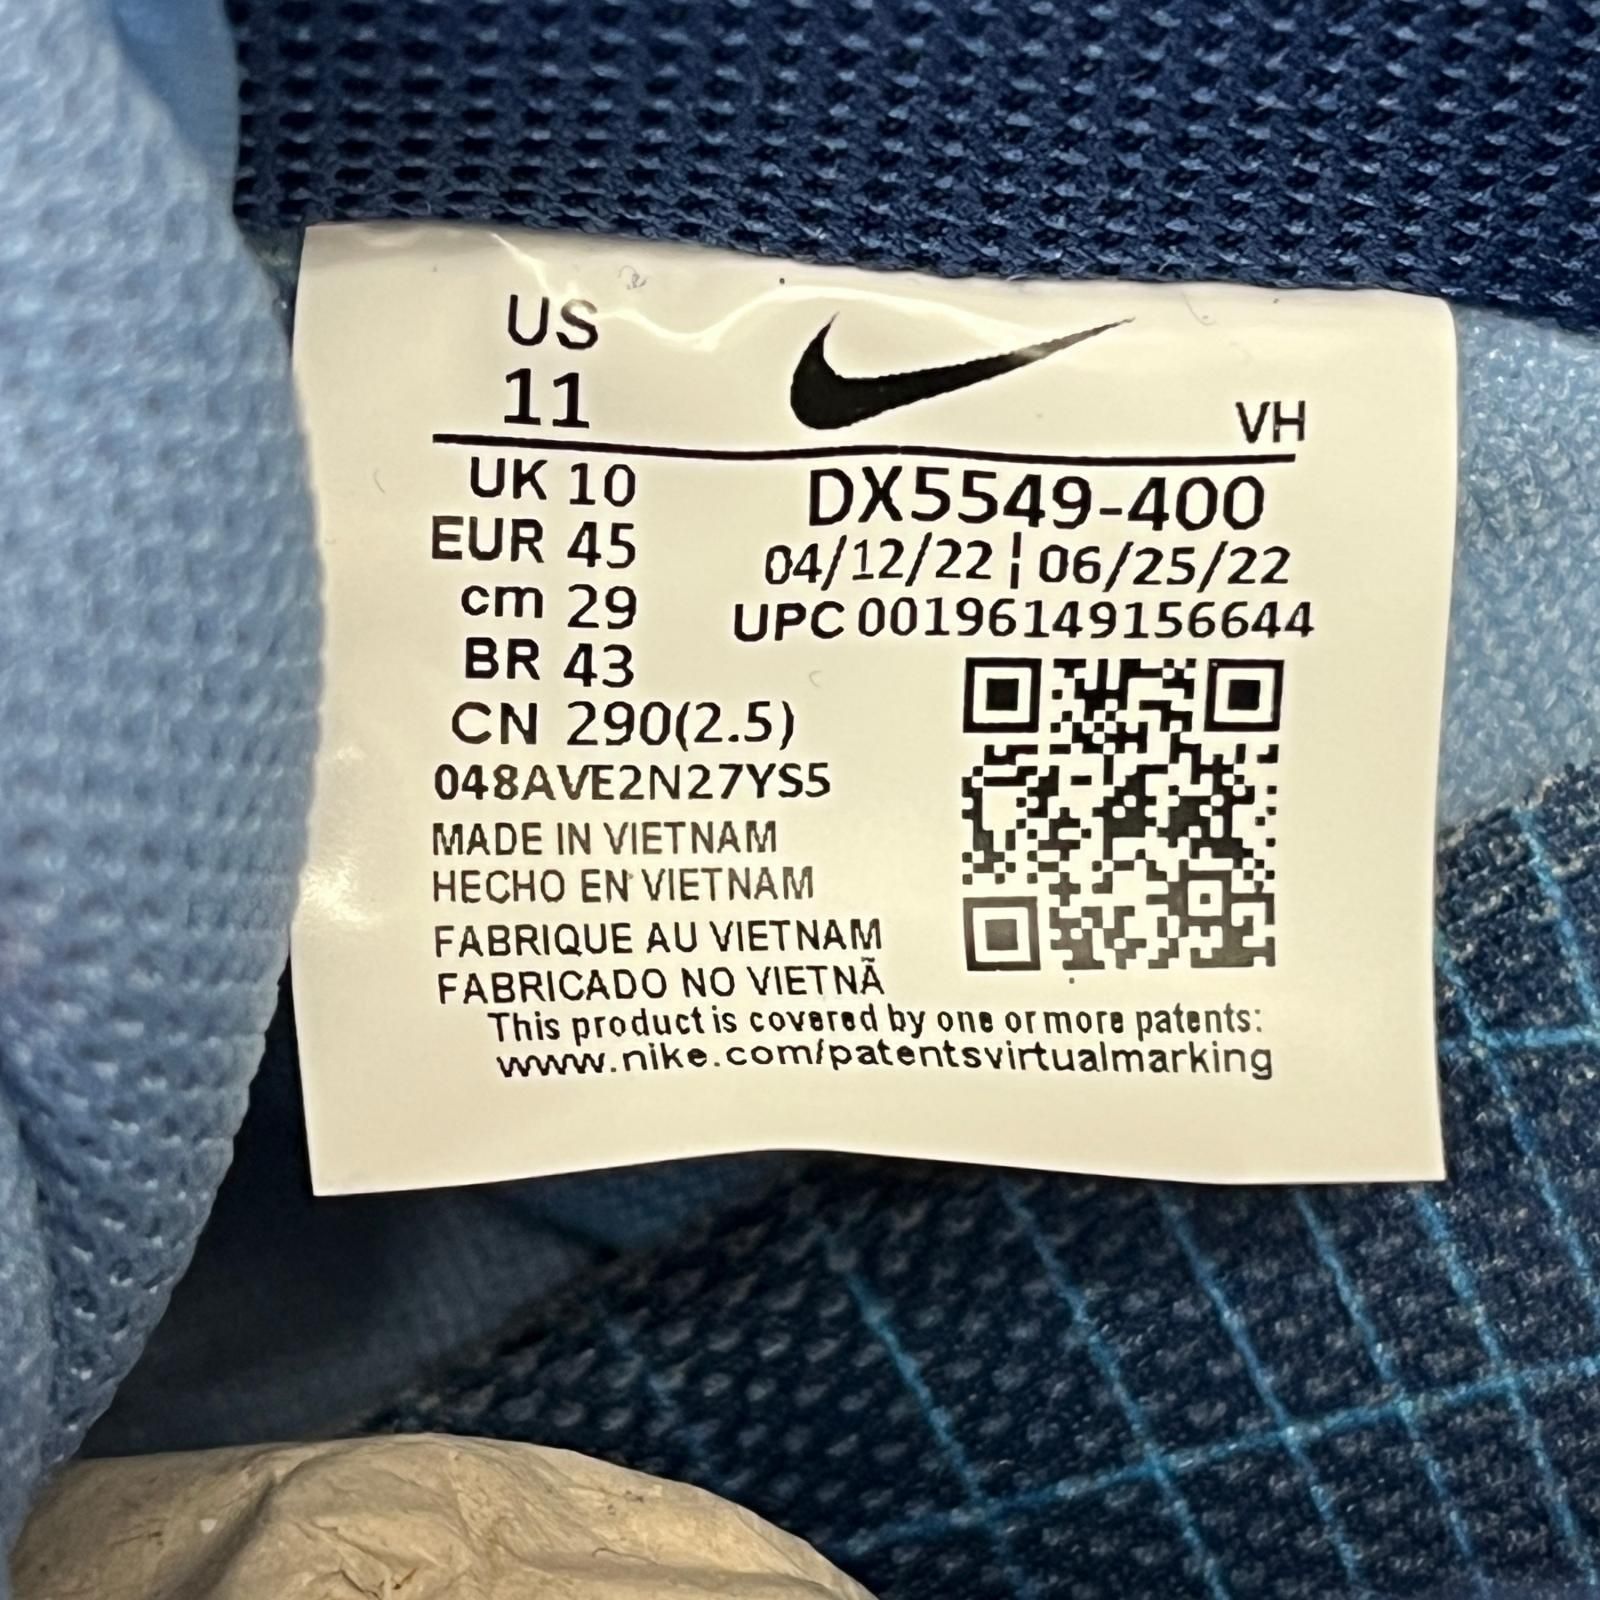 US
11
VH
UK 10
EUR 45
cm 29
BR 43
CN 290(2.5)
DX5549-400
04/12/22 ¦ 06/25/22
UPC 00196149156644
048AVE2N27YS5
MADE IN VIETNAM
HECHO EN VIETNAM
FABRIQUE AU VIETNAM
FABRICADO NO VIETNÃ
This product is covered by one or more patents:
www.nike.com/patentsvirtualmarking